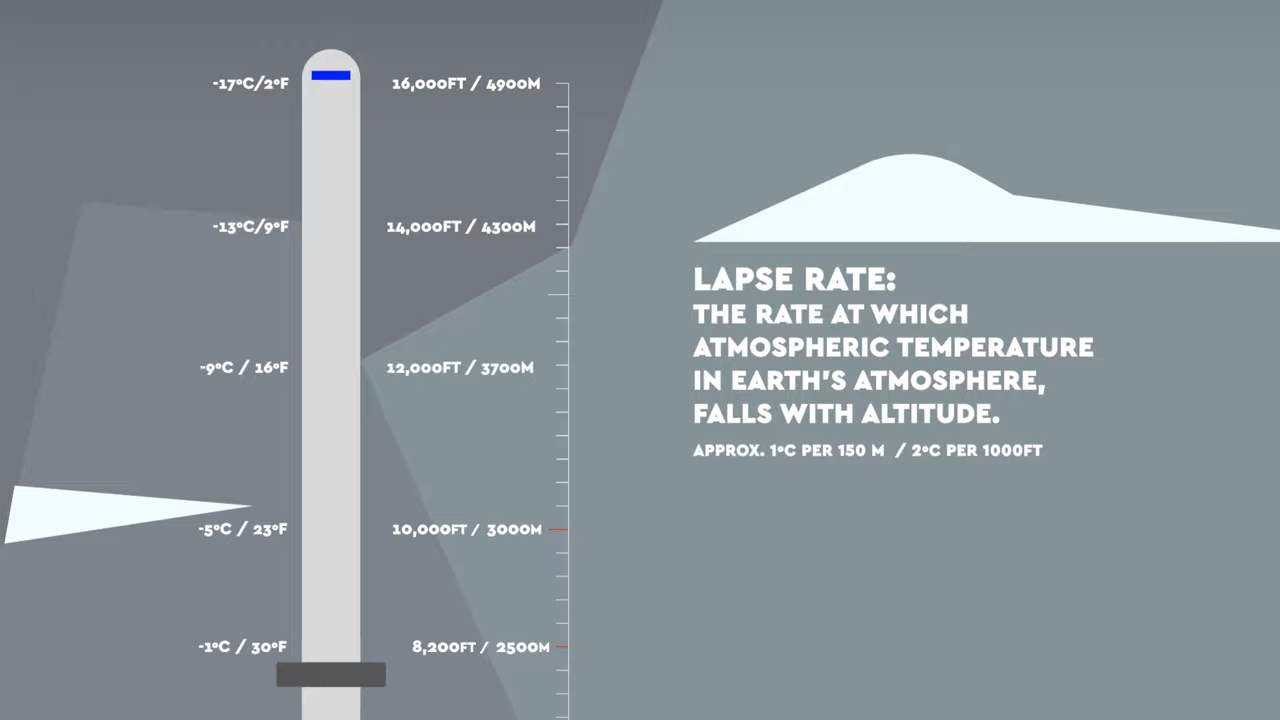 -17°C/2°F 16,000FT / 4900M
-13°C/9°F 14,000FT / 4300M
-9°C / 16°F 12,000FT / 3700M
-5°C / 23°F 10,000FT / 3000M
-1°C / 30°F 8,200FT / 2500M
LAPSE RATE:
THE RATE AT WHICH
ATMOSPHERIC TEMPERATURE
IN EARTH'S ATMOSPHERE,
FALLS WITH ALTITUDE.
APPROX. 1°C PER 150 M / 2°C PER 1000FT